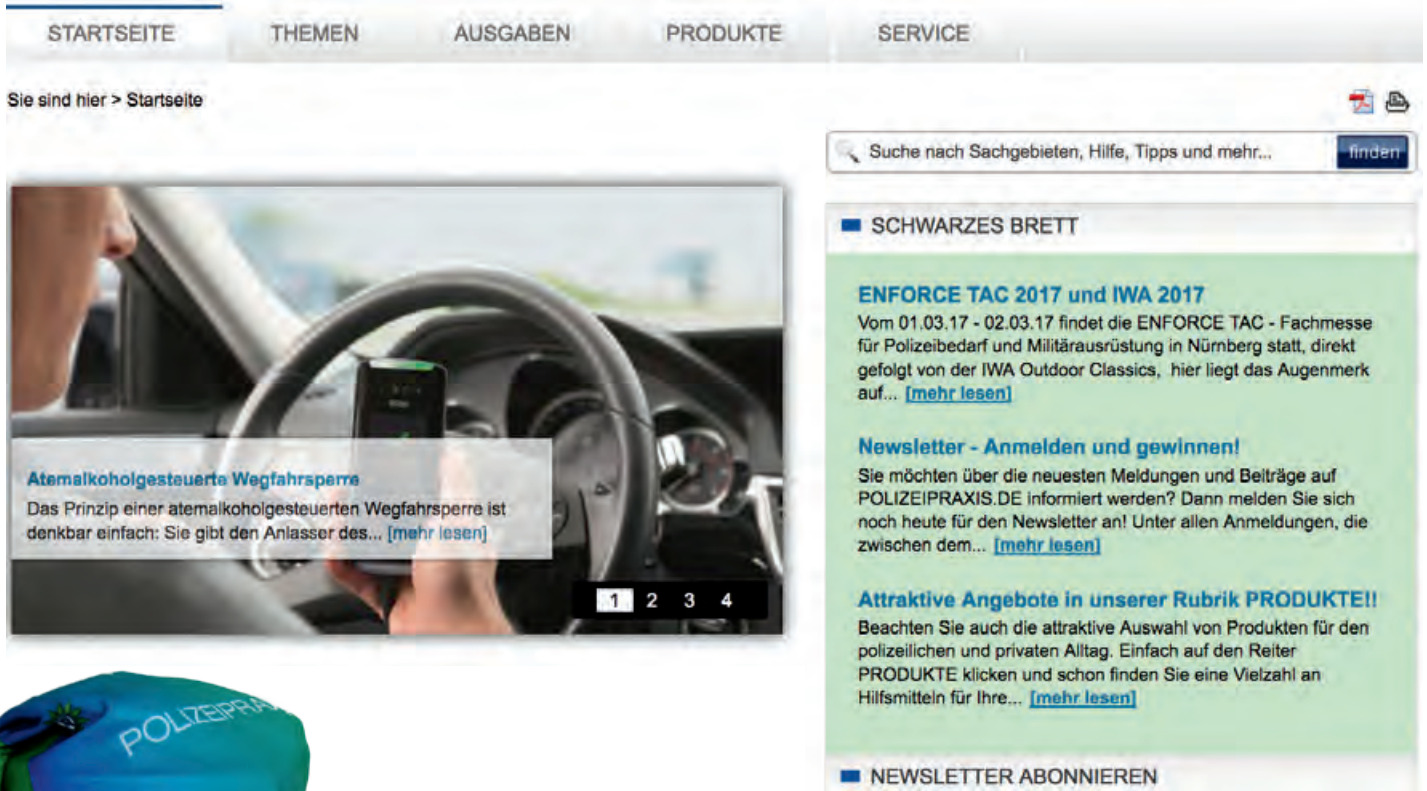 STARTSEITE THEMEN AUSGABEN PRODUKTE SERVICE
Sie sind hier > Startseite
Suche nach Sachgebieten, Hilfe, Tipps und mehr... finden
Atemalkoholgesteuerte Wegfahrsperre
Das Prinzip einer atemalkoholgesteuerten Wegfahrsperre ist
denkbar einfach: Sie gibt den Anlasser des... [mehr lesen]
1 2 3 4
POLIZEIPRA
SCHWARZES BRETT
ENFORCE TAC 2017 und IWA 2017
Vom 01.03.17 - 02.03.17 findet die ENFORCE TAC - Fachmesse
für Polizeibedarf und Militärausrüstung in Nürnberg statt, direkt
gefolgt von der IWA Outdoor Classics, hier liegt das Augenmerk
auf... [mehr lesen]
Newsletter - Anmelden und gewinnen!
Sie möchten über die neuesten Meldungen und Beiträge auf
POLIZEIPRAXIS.DE informiert werden? Dann melden Sie sich
noch heute für den Newsletter an! Unter allen Anmeldungen, die
zwischen dem... [mehr lesen]
Attraktive Angebote in unserer Rubrik PRODUKTE!!
Beachten Sie auch die attraktive Auswahl von Produkten für den
polizeilichen und privaten Alltag. Einfach auf den Reiter
PRODUKTE klicken und schon finden Sie eine Vielzahl an
Hilfsmitteln für Ihre... [mehr lesen]
NEWSLETTER ABONNIEREN